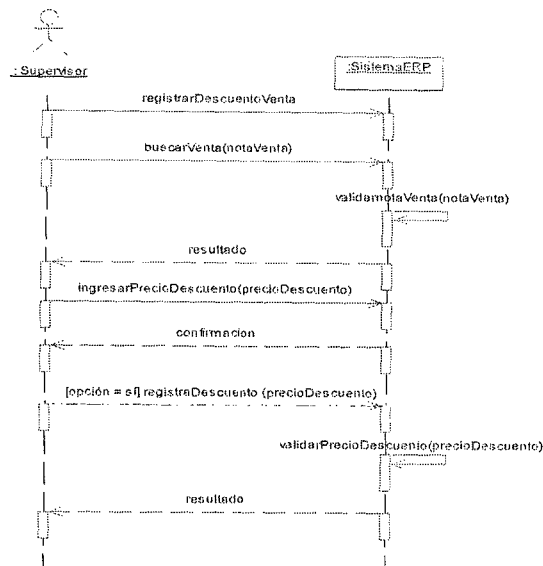 : Supervisor
:SistemaERP
registrarDescuentoVenta
buscarVenta(notaVenta)
validarnotaVenta(notaVenta)
resultado
ingresarPrecioDescuento(precioDescuento)
confirmacion
[opción = si] registraDescuento (precioDescuento)
validarPrecioDescuento(precioDescuento)
resultado